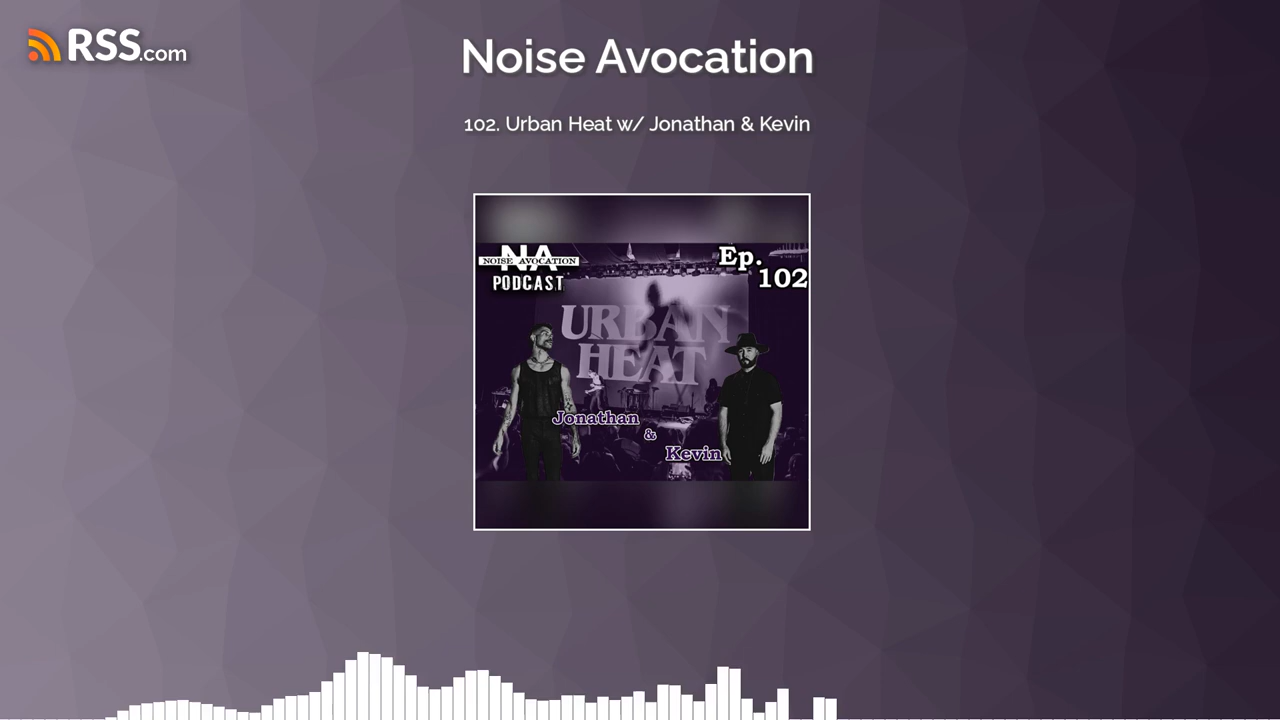 RSS.com
Noise Avocation
102. Urban Heat w/ Jonathan & Kevin
NA
NOISE AVOCATION
PODCAST
Ep.
102
URBAN
HEAT
Jonathan
&
Kevin